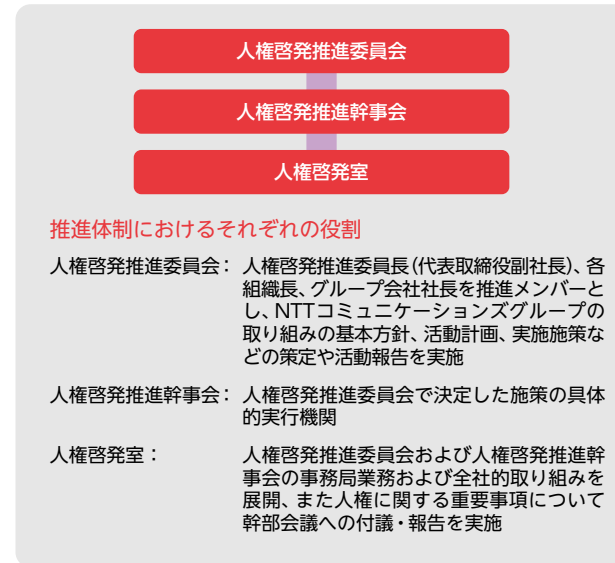 人権啓発推進委員会
人権啓発推進幹事会
人権啓発室
推進体制におけるそれぞれの役割
人権啓発推進委員会： 人権啓発推進委員長（代表取締役副社長）、各
組織長、グループ会社社長を推進メンバーと
し、NTTコミュニケーションズグループの
取り組みの基本方針、活動計画、実施施策な
どの策定や活動報告を実施
人権啓発推進幹事会： 人権啓発推進委員会で決定した施策の具体
的実行機関
人権啓発室： 人権啓発推進委員会および人権啓発推進幹
事会の事務局業務および全社的取り組みを
展開、また人権に関する重要事項について
幹部会議への付議・報告を実施